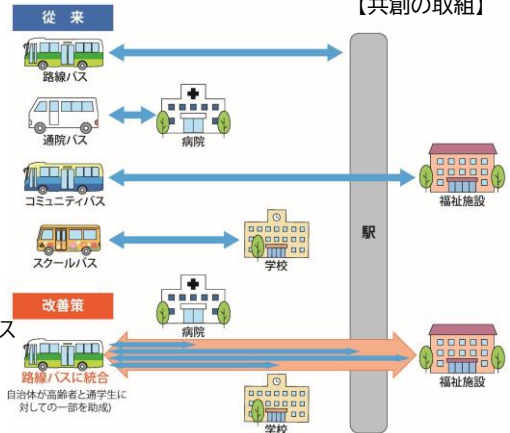 【共創の取組】
従来
路線バス
通院バス
病院
コミュニティバス
福祉施設
スクールバス
学校
駅
改善策
病院
ス
路線バスに統合
自治体が高齢者と通学生に
対しての一部を助成)
福祉施設
学校